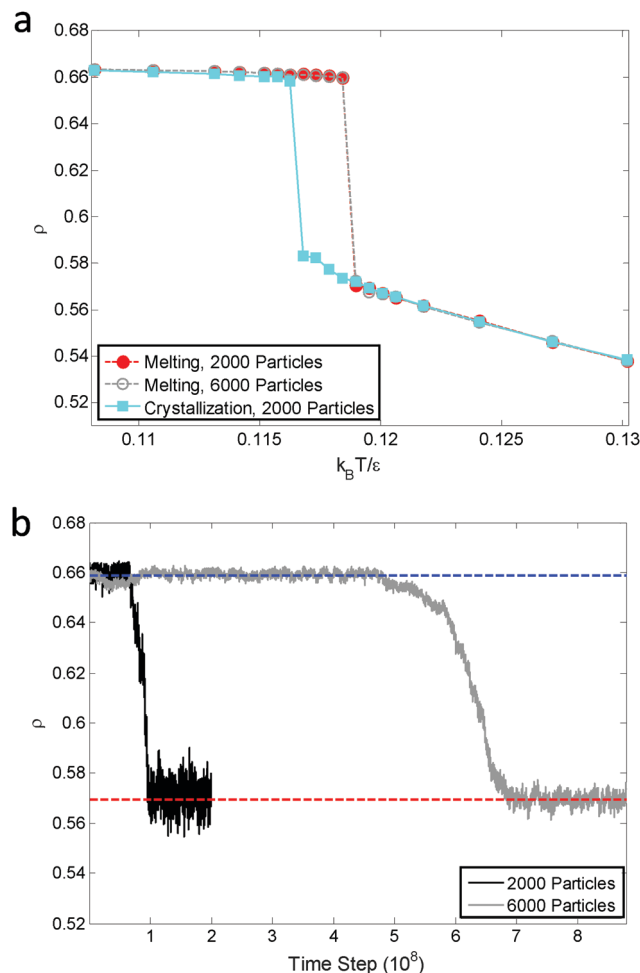 a
0.68
0.66
0.64
0.62
0.6
0.58
0.56
0.54
0.52
ρ
Melting, 2000 Particles
Melting, 6000 Particles
Crystallization, 2000 Particles
0.11
0.115
0.12
0.125
0.13
k_BT/ε
b
0.68
0.66
0.64
0.62
0.6
0.58
0.56
0.54
0.52
ρ
2000 Particles
6000 Particles
1
2
3
4
5
6
7
8
Time Step (10⁸)